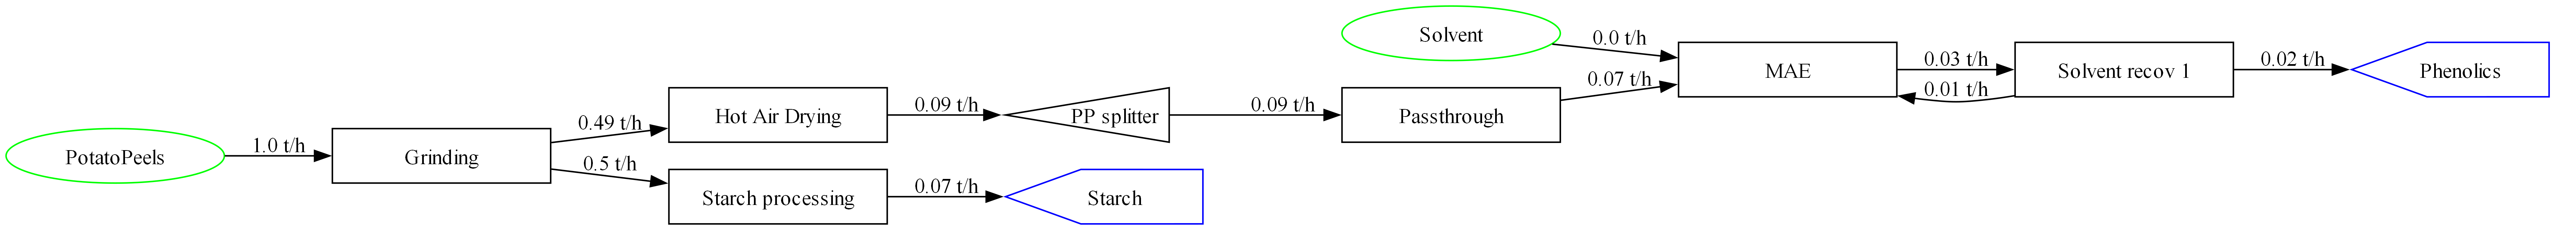 PotatoPeels
1.0 t/h
Grinding
0.49 t/h
0.5 t/h
Hot Air Drying
Starch processing
0.09 t/h
0.07 t/h
PP splitter
Starch
0.09 t/h
Solvent
Passthrough
0.0 t/h
0.07 t/h
MAE
0.03 t/h
0.01 t/h
Solvent recov 1
0.02 t/h
Phenolics